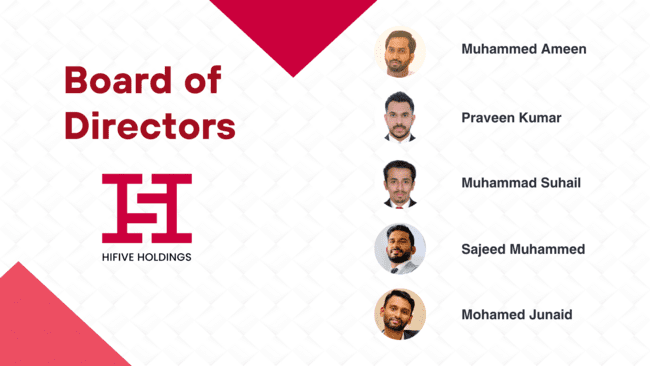 Board of
Directors
HIFIVE HOLDINGS
Muhammed Ameen
Praveen Kumar
Muhammad Suhail
Sajeed Muhammed
Mohamed Junaid